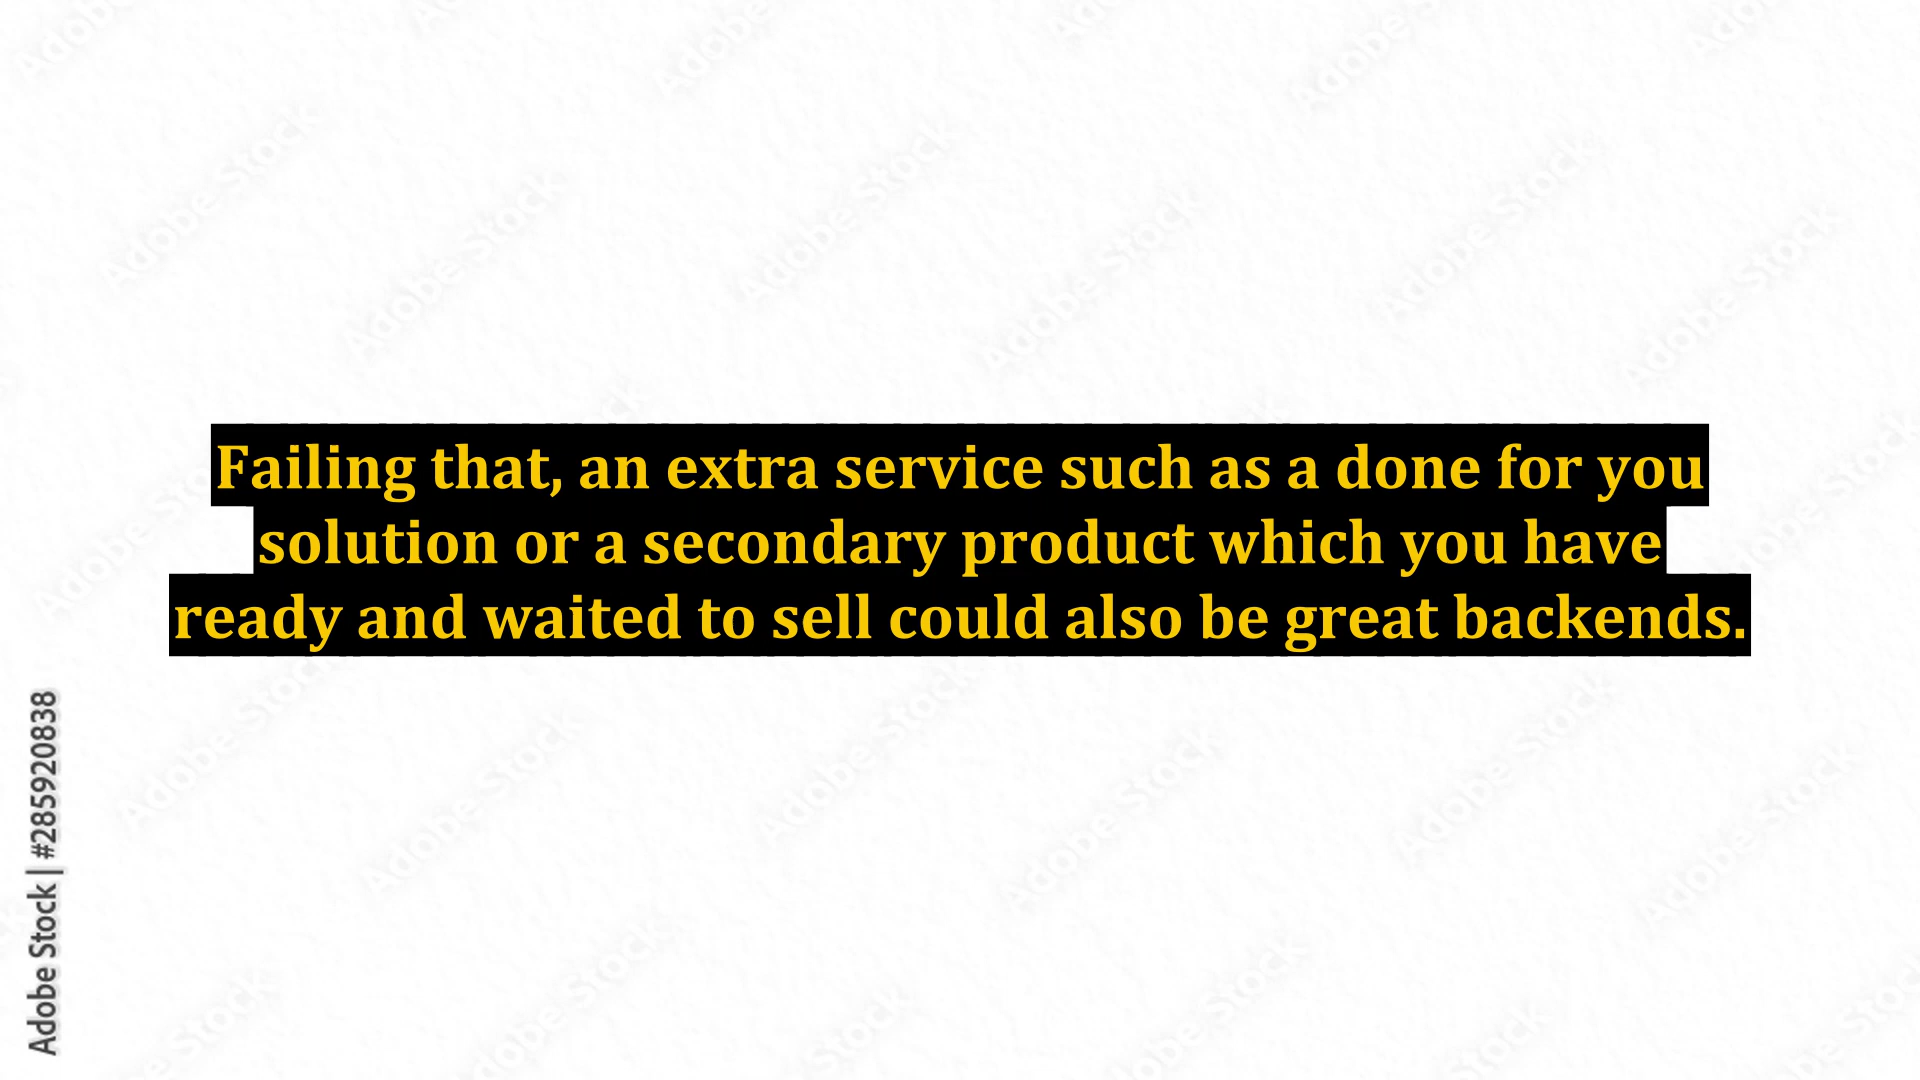 Failing that, an extra service such as a done for you
solution or a secondary product which you have
ready and waited to sell could also be great backends.
Adobe Stock | #285920838